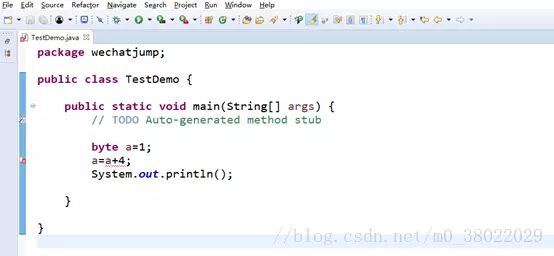 File Edit Source Refactor Navigate Search Project Run Window Help
TestDemo.java
package wechatjump;
public class TestDemo {
public static void main(String[] args) {
// TODO Auto-generated method stub
byte a=1;
a=a+4;
System.out.println();
}
}
//blog.csdn.net/m0_38022029